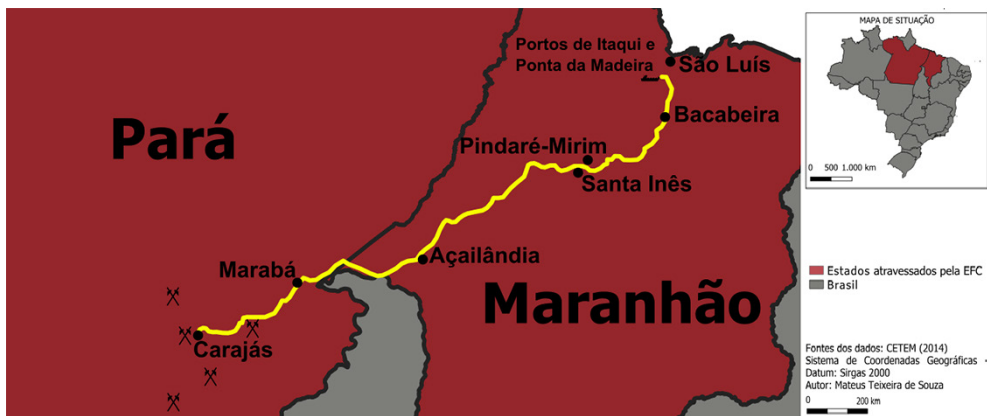 Portos de Itaqui e
Ponta da Madeira
São Luís
Bacabeira
Pará
Pindaré-Mirim
Santa Inês
Açailândia
Marabá
Maranhão
Carajás
MAPA DE SITUAÇÃO
0 500 1.000 km
Estados atravessados pela EFC
Brasil
Fontes dos dados: CETEM (2014)
Sistema de Coordenadas Geográficas -
Datum: Sirgas 2000
Autor: Mateus Teixeira de Souza
0 200 km